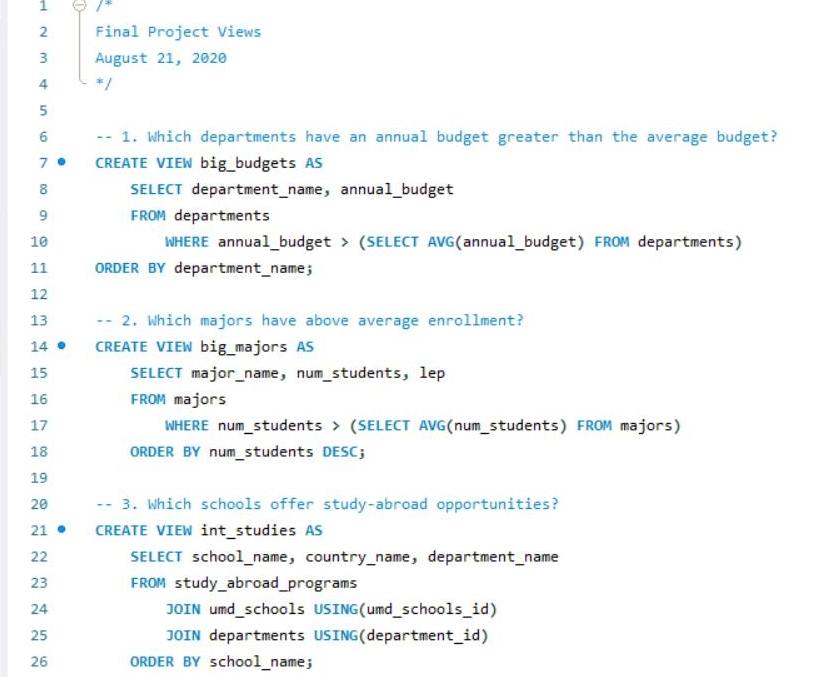 1 /*
2 Final Project Views
3 August 21, 2020
4 */
5
6 -- 1. Which departments have an annual budget greater than the average budget?
7 CREATE VIEW big_budgets AS
8 SELECT department_name, annual_budget
9 FROM departments
10 WHERE annual_budget > (SELECT AVG(annual_budget) FROM departments)
11 ORDER BY department_name;
12
13 -- 2. Which majors have above average enrollment?
14 CREATE VIEW big_majors AS
15 SELECT major_name, num_students, lep
16 FROM majors
17 WHERE num_students > (SELECT AVG(num_students) FROM majors)
18 ORDER BY num_students DESC;
19
20 -- 3. Which schools offer study-abroad opportunities?
21 CREATE VIEW int_studies AS
22 SELECT school_name, country_name, department_name
23 FROM study_abroad_programs
24 JOIN umd_schools USING(umd_schools_id)
25 JOIN departments USING(department_id)
26 ORDER BY school_name;